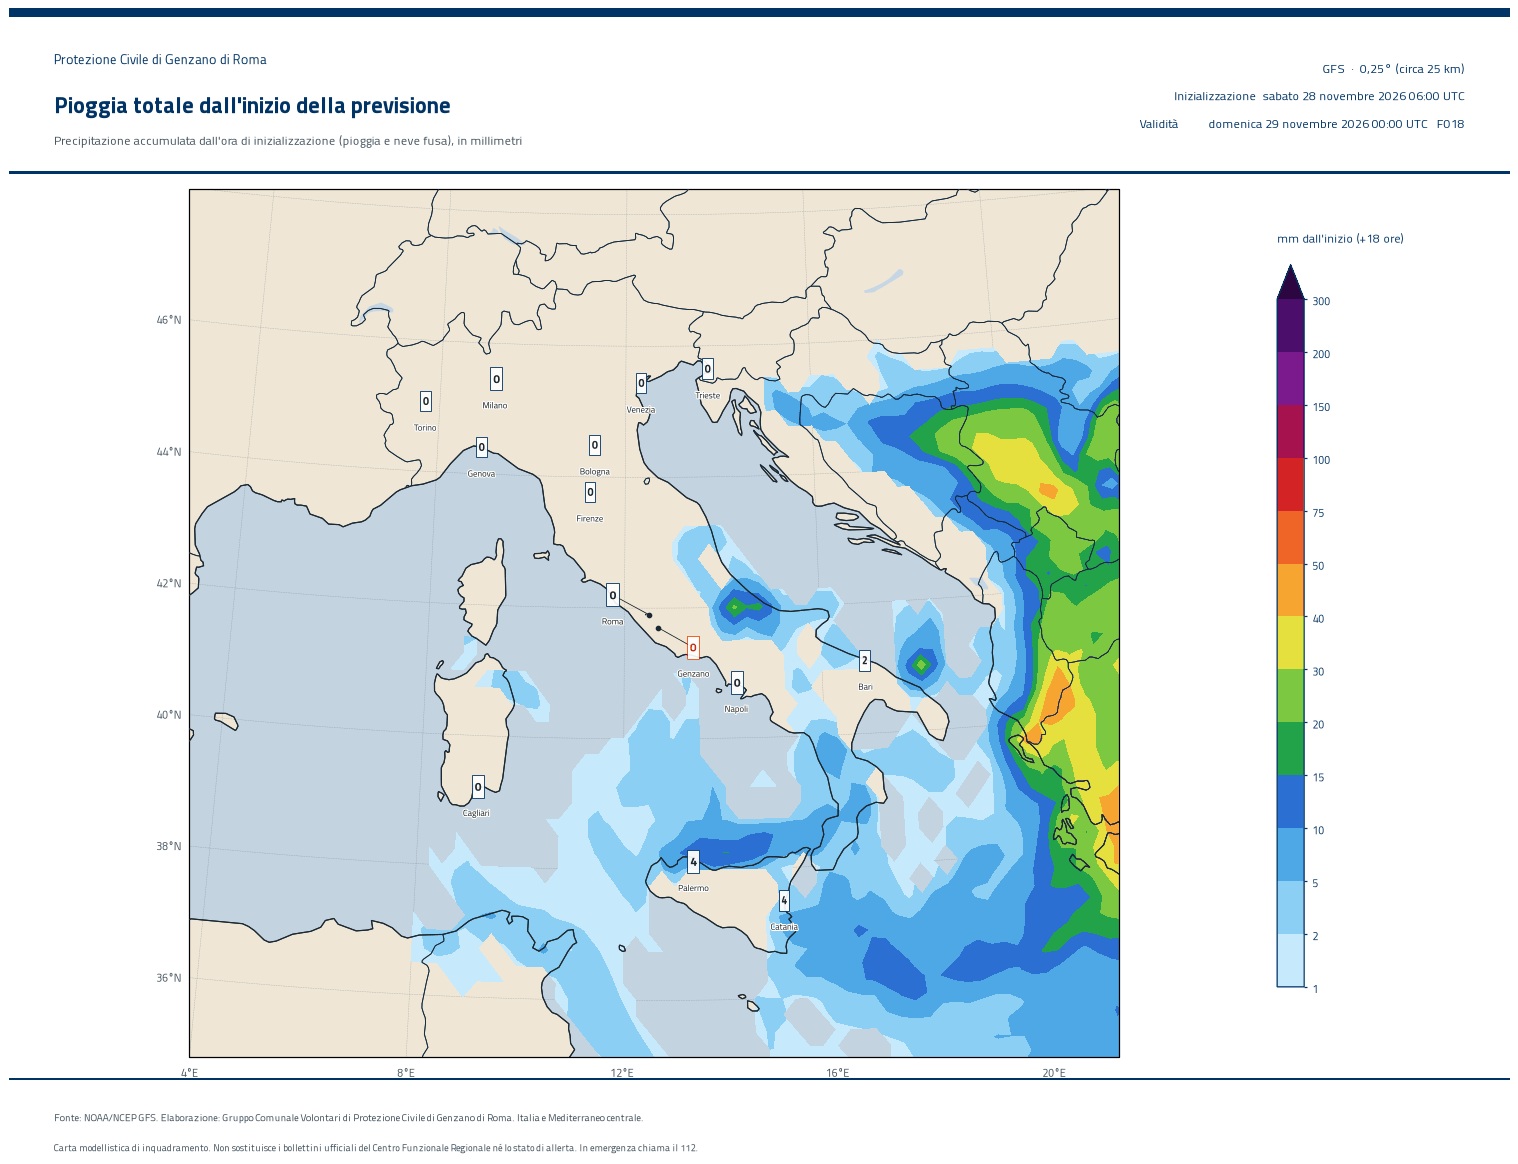 Protezione Civile di Genzano di Roma
Pioggia totale dall'inizio della previsione
Precipitazione accumulata dall'ora di inizializzazione (pioggia e neve fusa), in millimetri
GFS · 0,25° (circa 25 km)
Inizializzazione sabato 28 novembre 2026 06:00 UTC
Validità domenica 29 novembre 2026 00:00 UTC F018
mm dall'inizio (+18 ore)
300
200
150
100
75
50
40
30
20
15
10
5
2
1
46°N
44°N
42°N
40°N
38°N
36°N
4°E
8°E
12°E
16°E
20°E
0
Torino
0
Milano
0
Venezia
0
Trieste
0
Genova
0
Bologna
0
Firenze
0
Roma
0
Genzano
0
Napoli
2
Bari
0
Cagliari
4
Palermo
4
Catania
Fonte: NOAA/NCEP GFS. Elaborazione: Gruppo Comunale Volontari di Protezione Civile di Genzano di Roma. Italia e Mediterraneo centrale.
Carta modellistica di inquadramento. Non sostituisce i bollettini ufficiali del Centro Funzionale Regionale né lo stato di allerta. In emergenza chiama il 112.